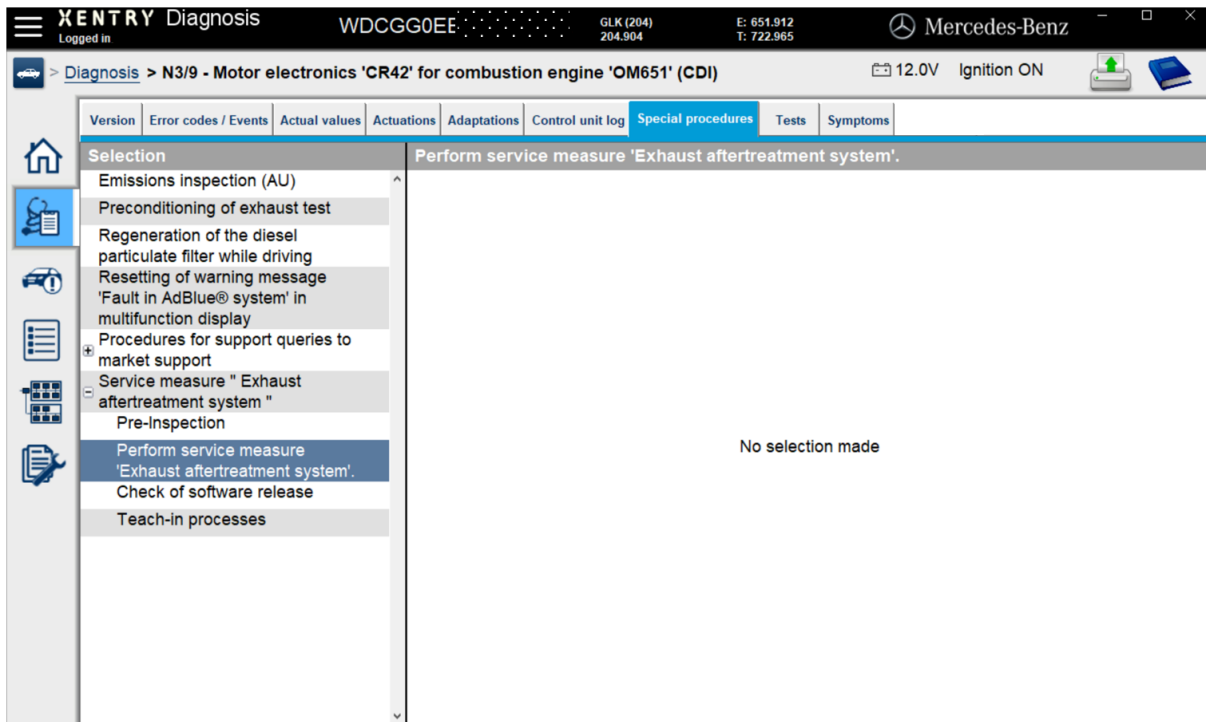 XENTRY Diagnosis
Logged in
WDCGG0EE
GLK (204)
204.904
E: 651.912
T: 722.965
Mercedes-Benz
> Diagnosis > N3/9 - Motor electronics 'CR42' for combustion engine 'OM651' (CDI)
12.0V Ignition ON
Version Error codes / Events Actual values Actuations Adaptations Control unit log Special procedures Tests Symptoms
Selection
Perform service measure 'Exhaust aftertreatment system'.
Emissions inspection (AU)
Preconditioning of exhaust test
Regeneration of the diesel
particulate filter while driving
Resetting of warning message
'Fault in AdBlue® system' in
multifunction display
Procedures for support queries to
market support
Service measure " Exhaust
aftertreatment system "
Pre-Inspection
Perform service measure
'Exhaust aftertreatment system'.
Check of software release
Teach-in processes
No selection made